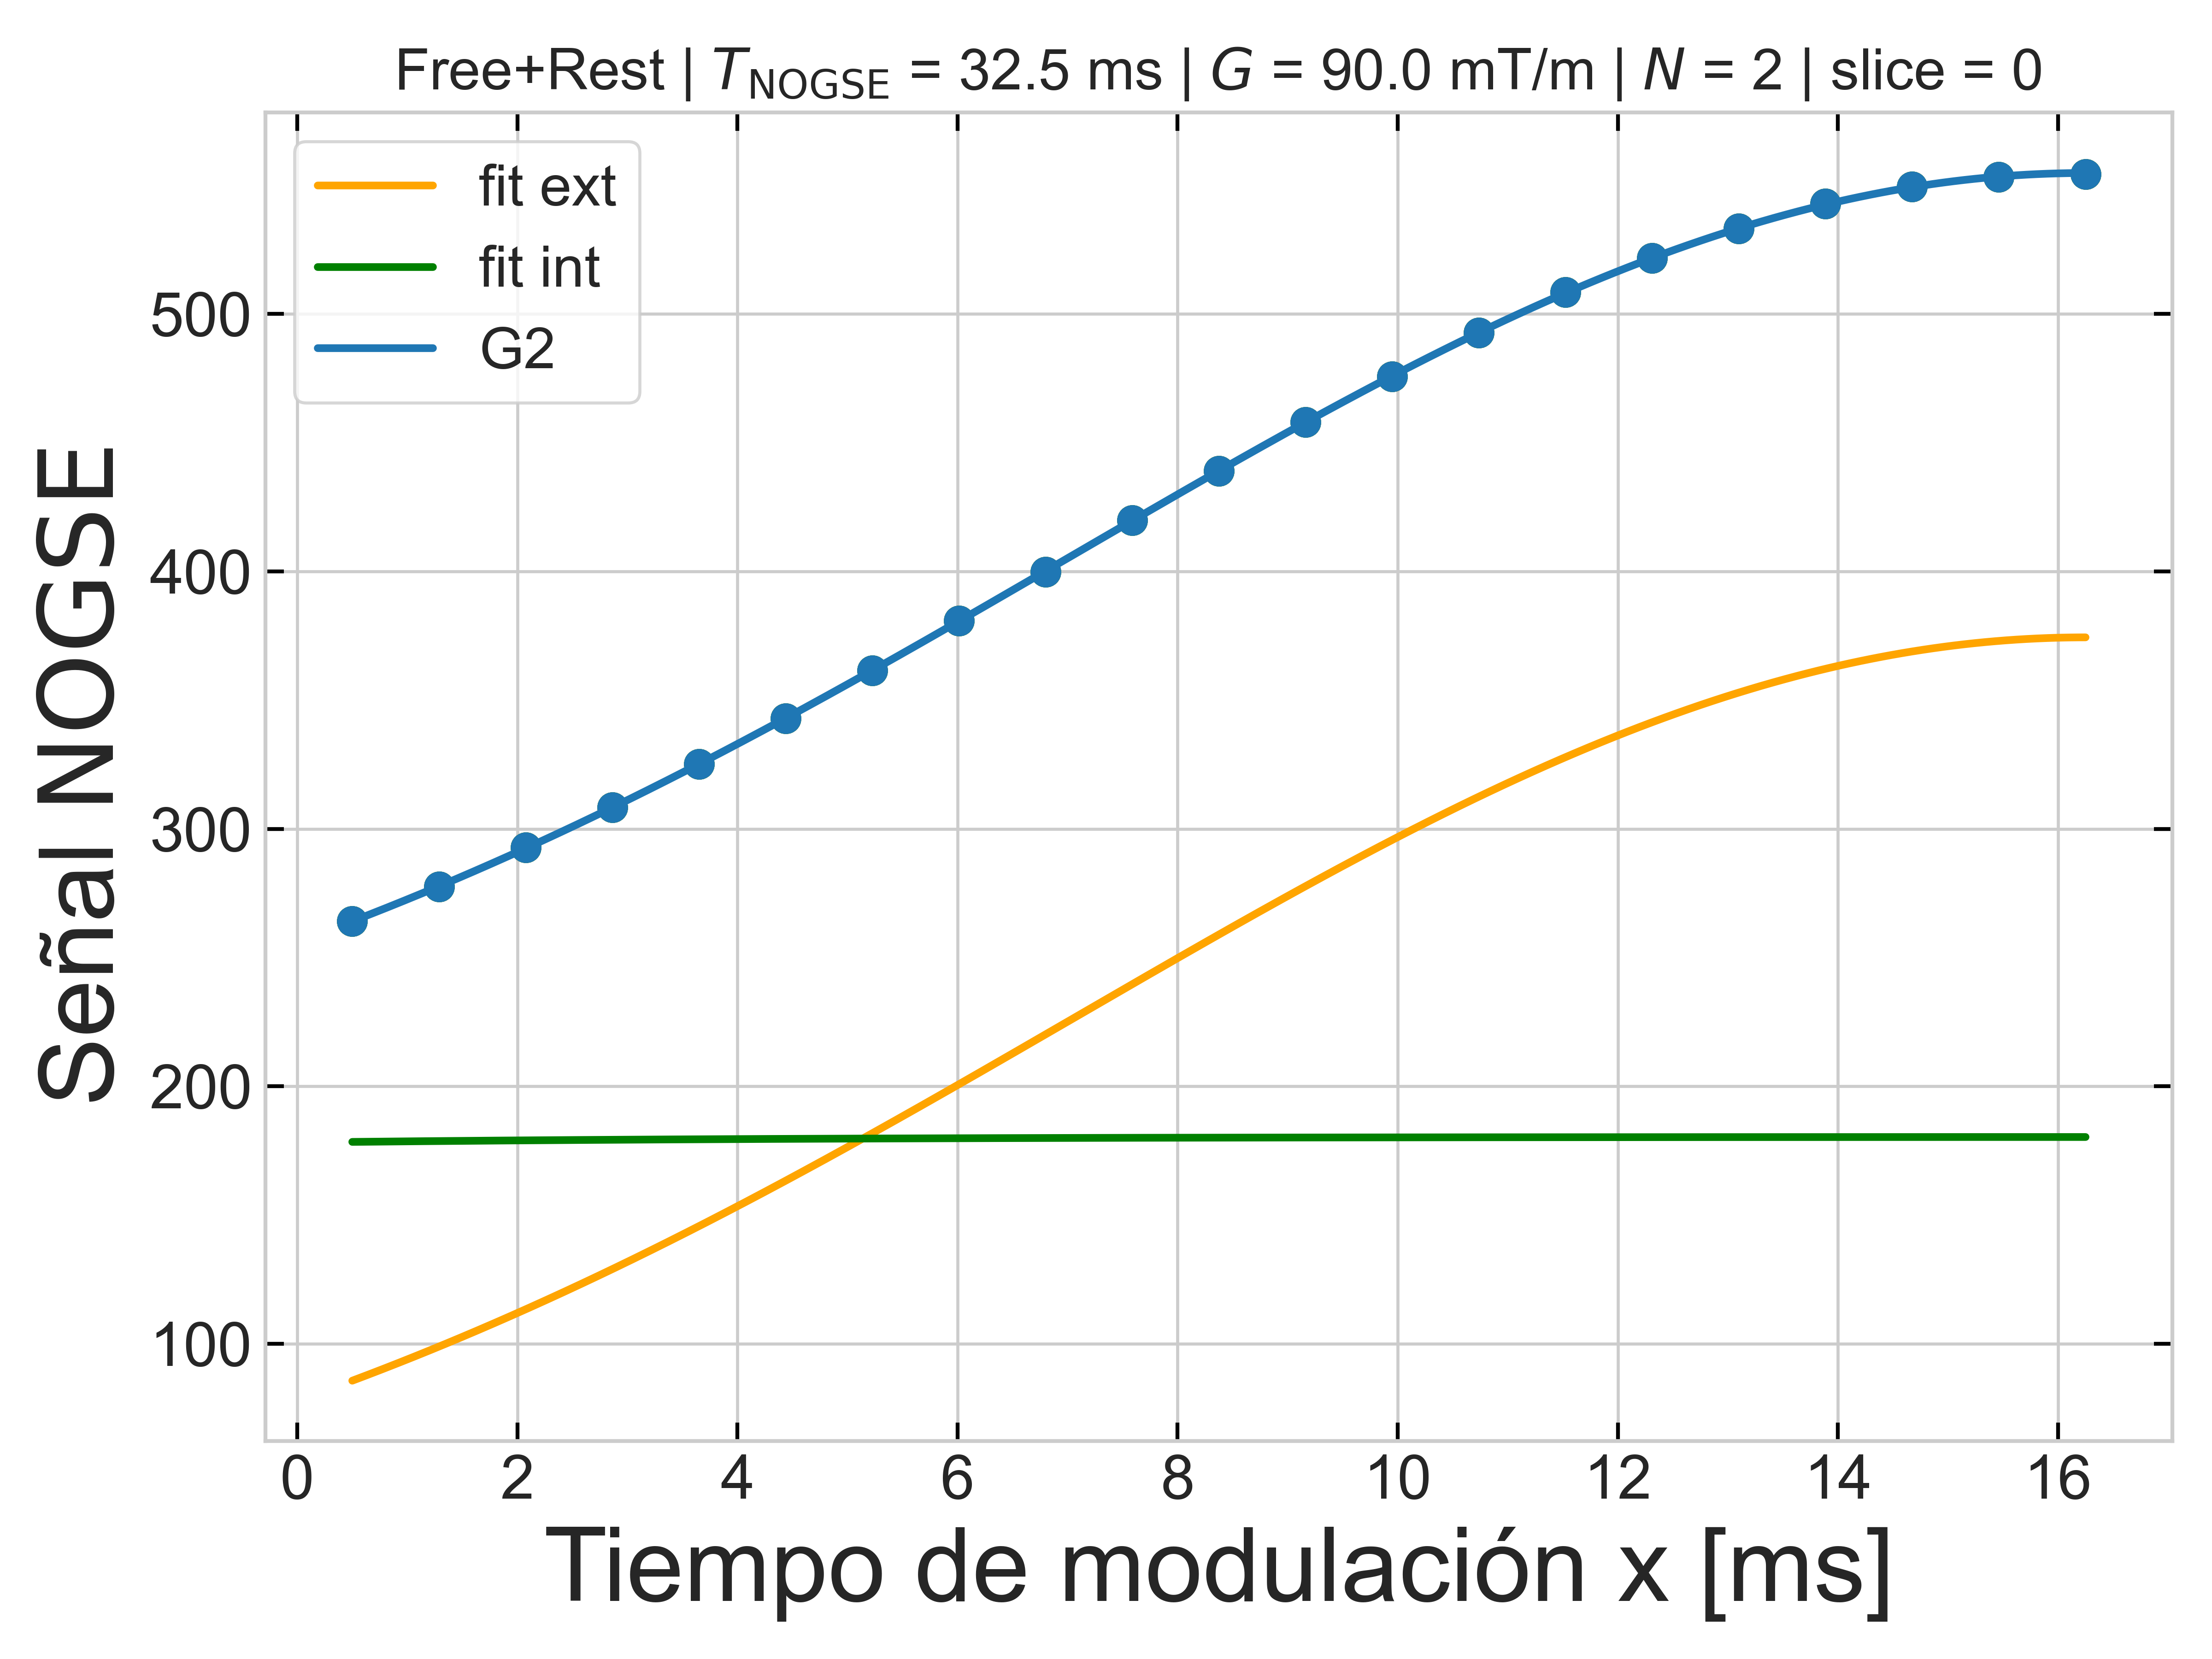 Free+Rest | T_NOGSE = 32.5 ms | G = 90.0 mT/m | N = 2 | slice = 0
fit ext
fit int
G2
Señal NOGSE
500
400
300
200
100
0 2 4 6 8 10 12 14 16
Tiempo de modulación x [ms]